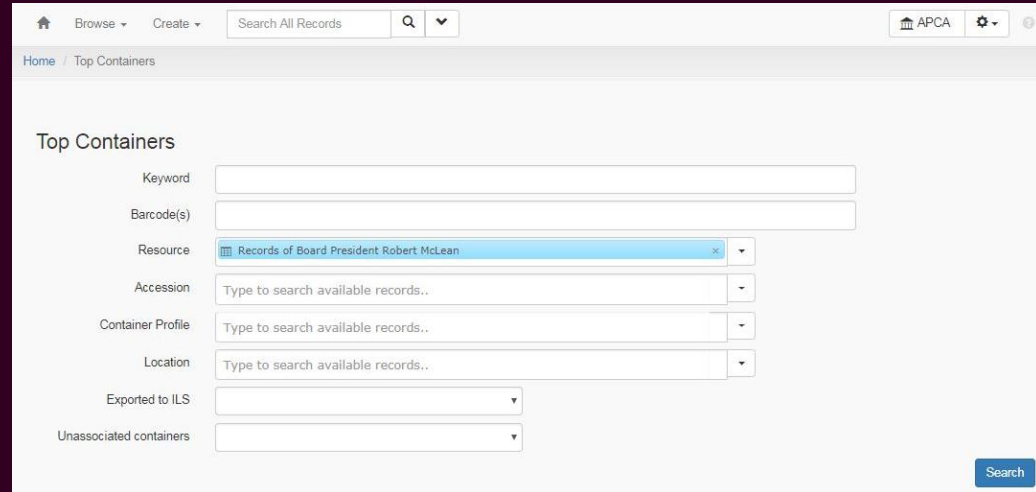 Browse Create Search All Records APCA
Home / Top Containers
Top Containers
Keyword
Barcode(s)
Resource Records of Board President Robert McLean ×
Accession Type to search available records..
Container Profile Type to search available records..
Location Type to search available records..
Exported to ILS
Unassociated containers
Search